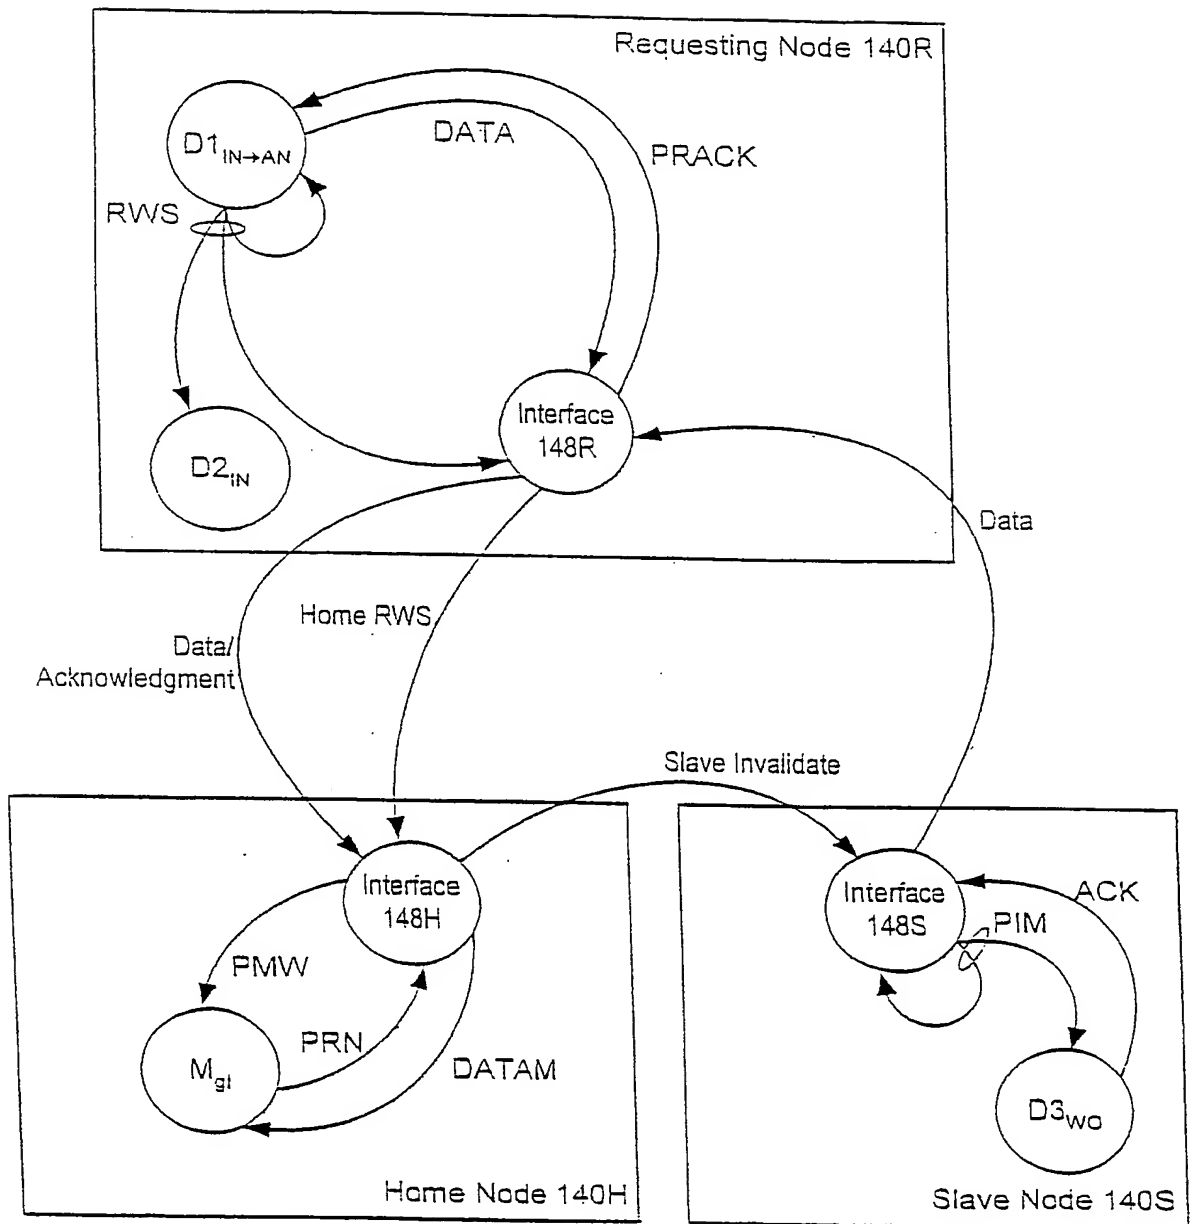 Requesting Node 140R
D1IN→AN
DATA
PRACK
RWS
Interface
148R
D2IN
Data
Home RWS
Data/
Acknowledgment
Slave Invalidate
Interface
148H
Interface
148S
ACK
PIM
PMW
PRN
DATAM
Mgl
D3WO
Home Node 140H
Slave Node 140S